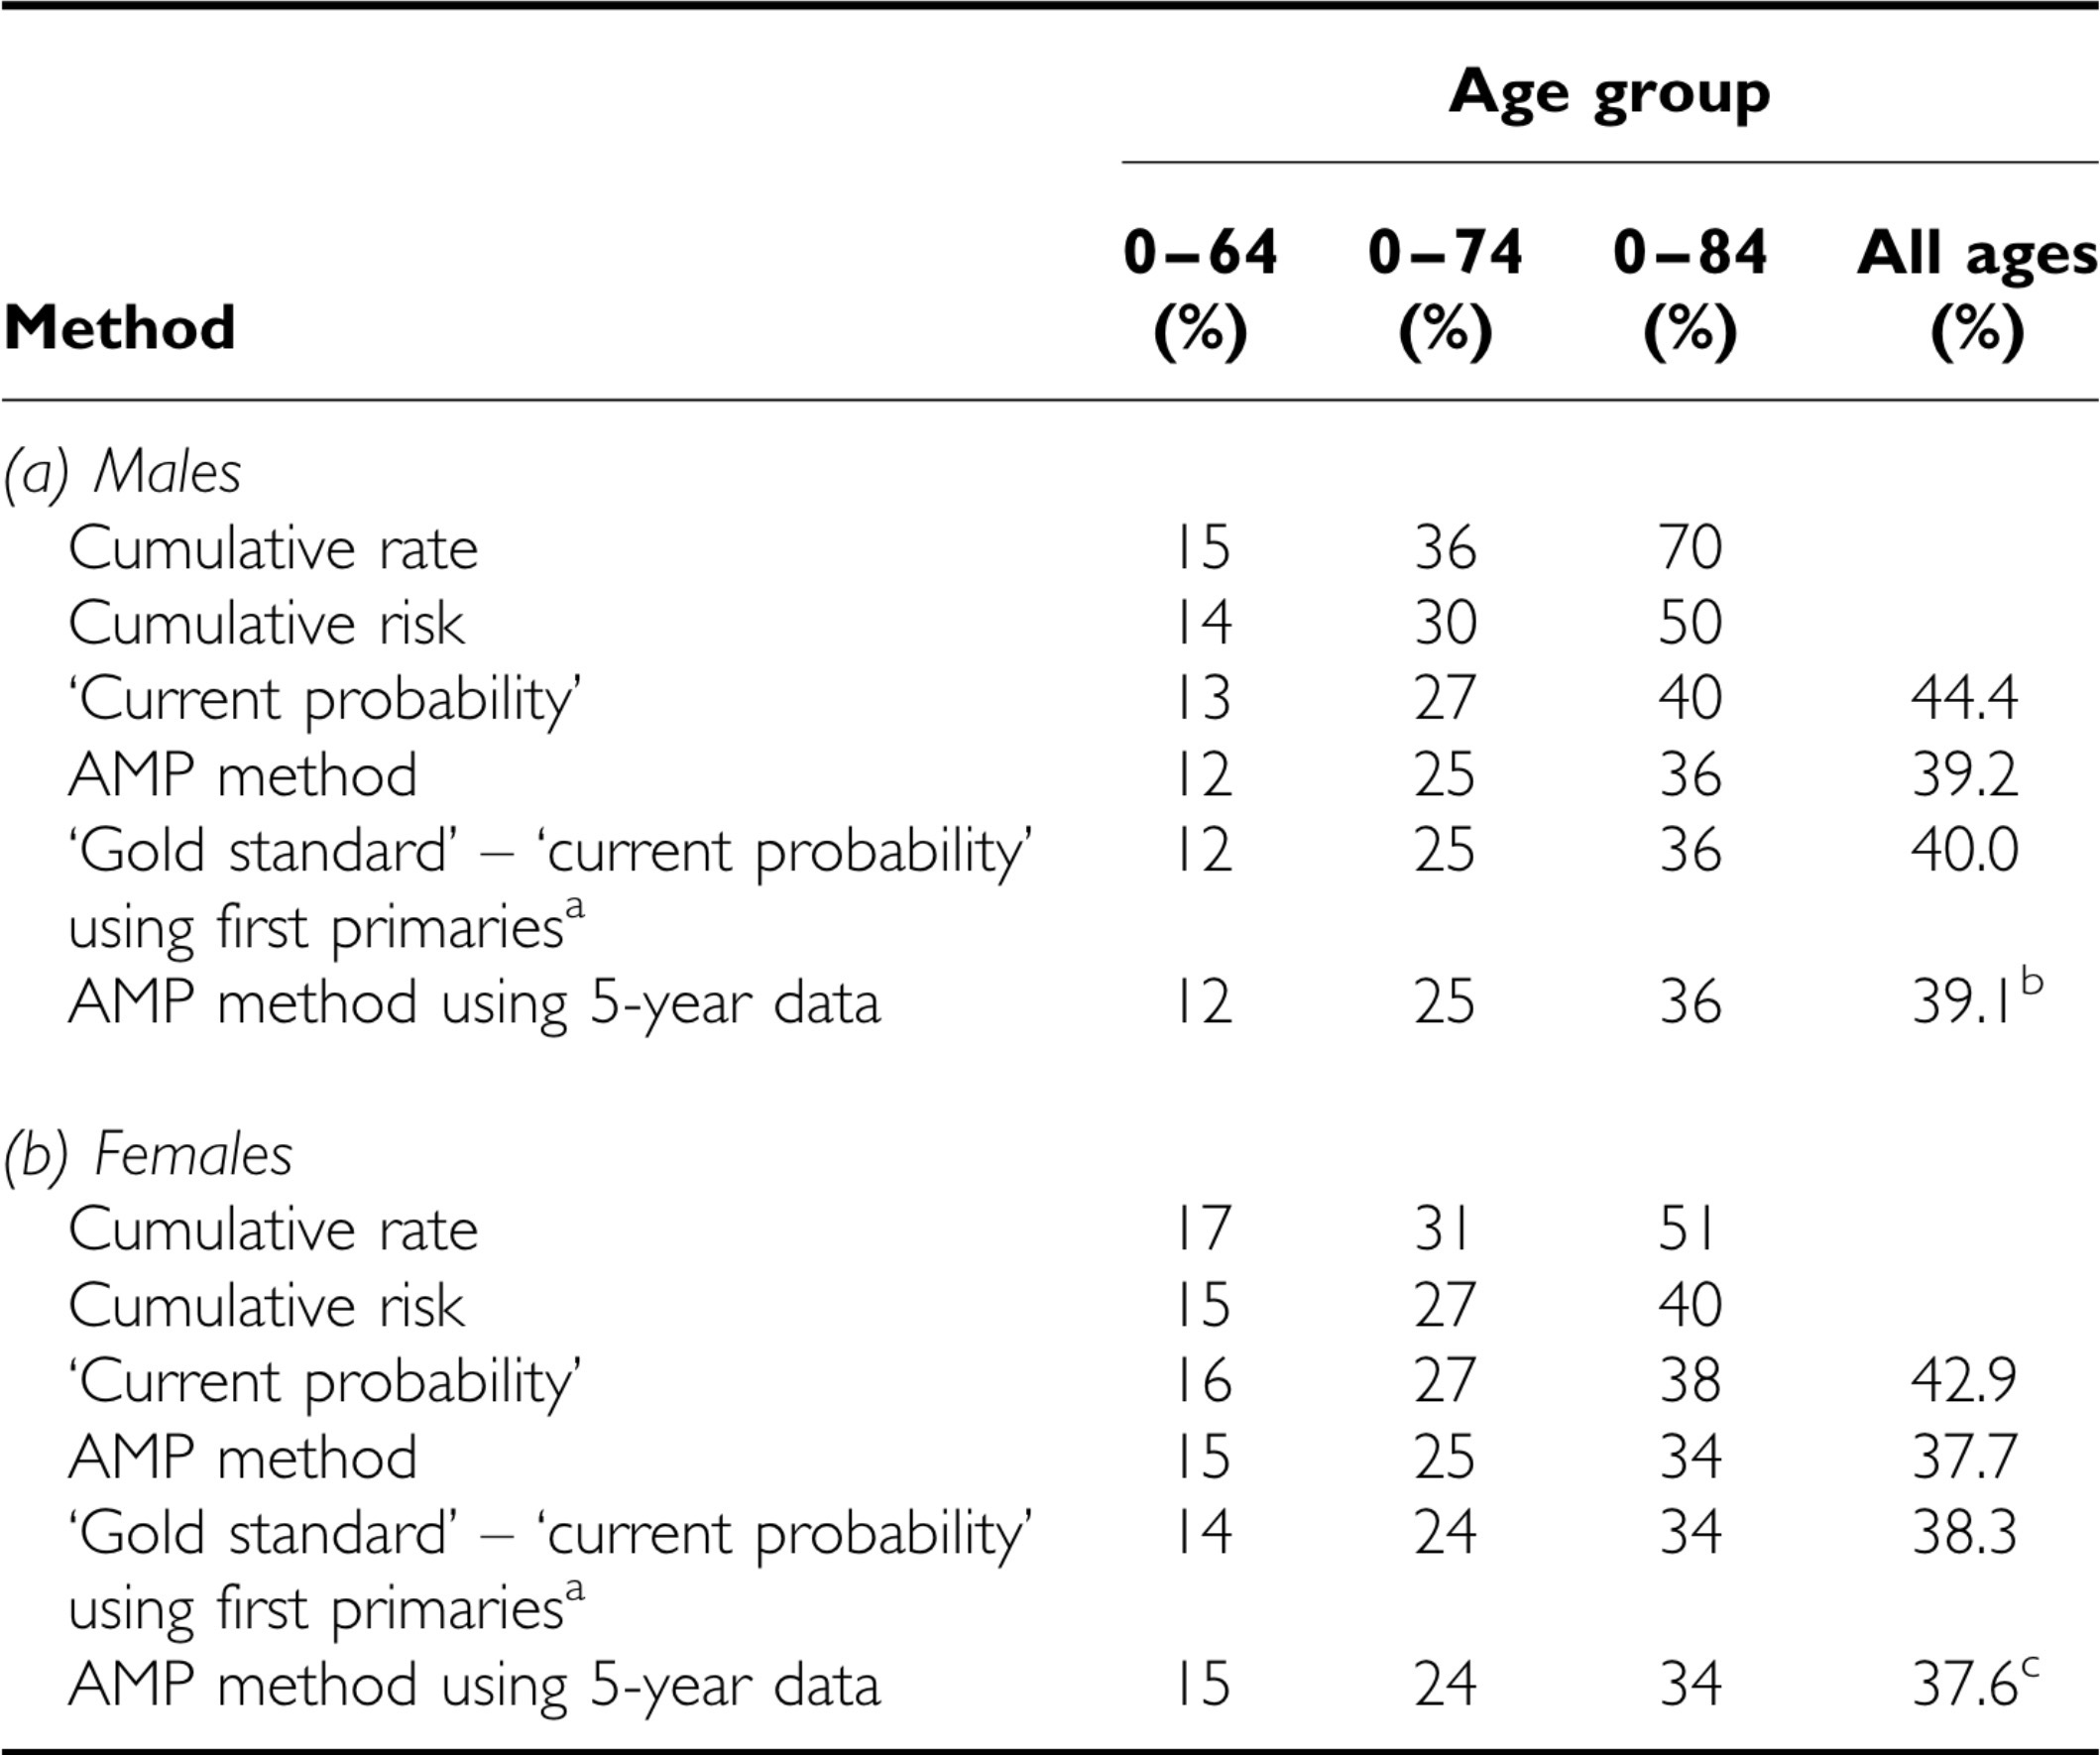 Age group
0–64 0–74 0–84 All ages
Method (%) (%) (%) (%)
(a) Males
Cumulative rate 15 36 70
Cumulative risk 14 30 50
‘Current probability’ 13 27 40 44.4
AMP method 12 25 36 39.2
‘Gold standard’ – ‘current probability’ 12 25 36 40.0
using first primariesᵃ
AMP method using 5-year data 12 25 36 39.1ᵇ
(b) Females
Cumulative rate 17 31 51
Cumulative risk 15 27 40
‘Current probability’ 16 27 38 42.9
AMP method 15 25 34 37.7
‘Gold standard’ – ‘current probability’ 14 24 34 38.3
using first primariesᵃ
AMP method using 5-year data 15 24 34 37.6ᶜ